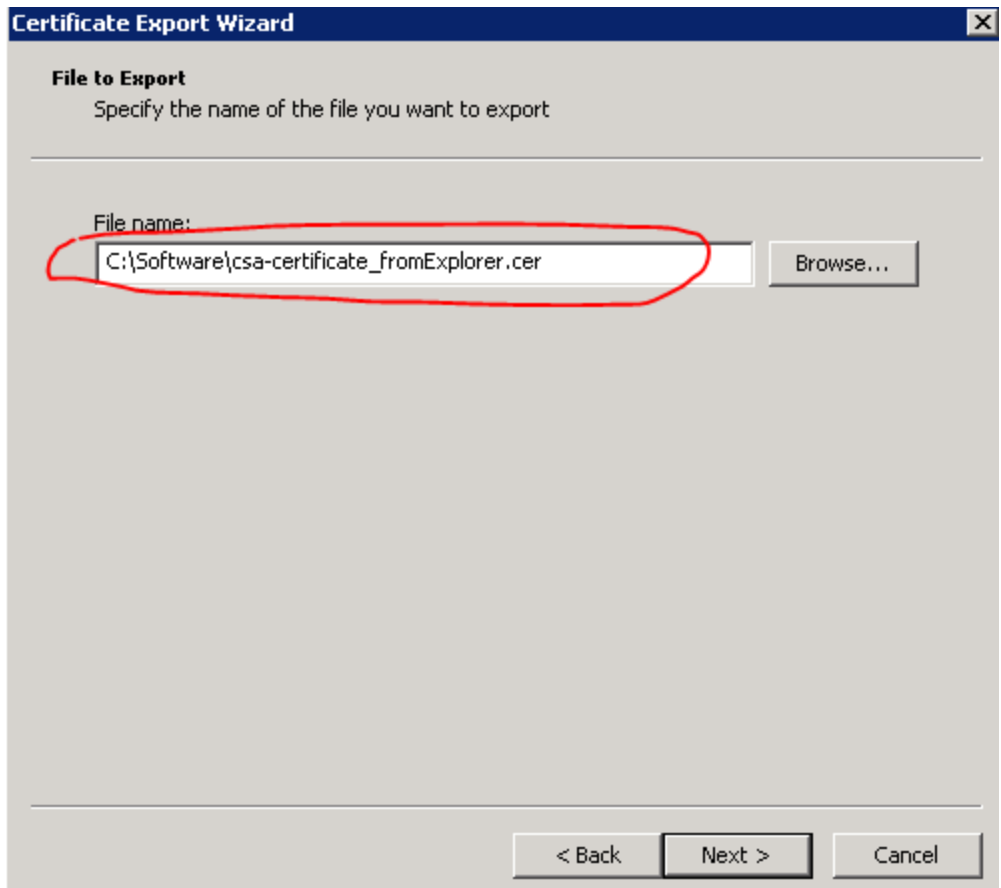 Certificate Export Wizard
File to Export
Specify the name of the file you want to export
File name:
C:\Software\csa-certificate_fromExplorer.cer
Browse...
< Back
Next >
Cancel